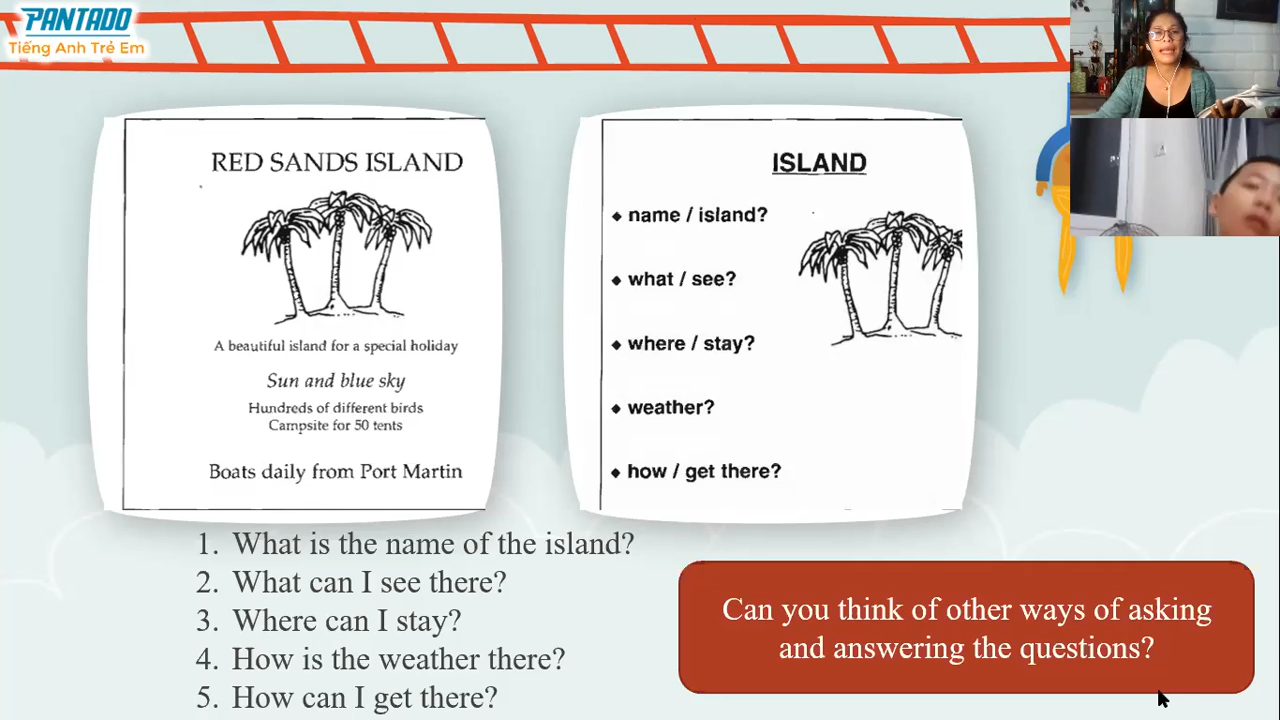 PANTADO
Tiếng Anh Trẻ Em
RED SANDS ISLAND
A beautiful island for a special holiday
Sun and blue sky
Hundreds of different birds
Campsite for 50 tents
Boats daily from Port Martin
ISLAND
◆ name / island?
◆ what / see?
◆ where / stay?
◆ weather?
◆ how / get there?
1. What is the name of the island?
2. What can I see there?
3. Where can I stay?
4. How is the weather there?
5. How can I get there?
Can you think of other ways of asking
and answering the questions?